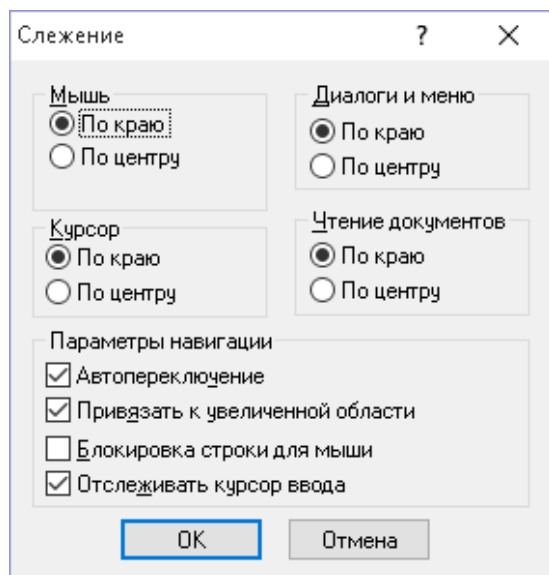 Слежение
Мышь
По краю
По центру
Диалоги и меню
По краю
По центру
Курсор
По краю
По центру
Чтение документов
По краю
По центру
Параметры навигации
Автопереключение
Привязать к увеличенной области
Блокировка строки для мыши
Отслеживать курсор ввода
OK
Отмена